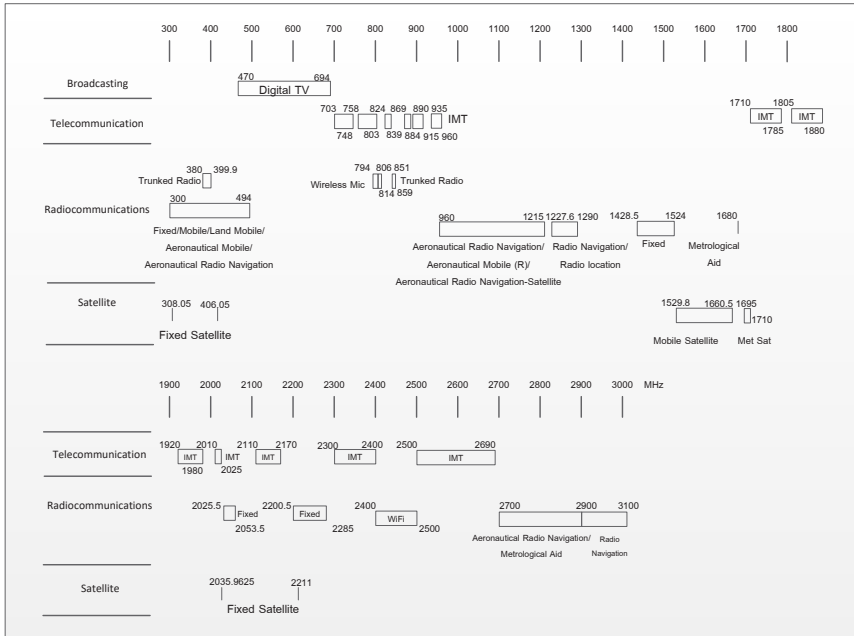 300 400 500 600 700 800 900 1000 1100 1200 1300 1400 1500 1600 1700 1800
Broadcasting
470 694
Digital TV
Telecommunication
703 758 824 869 890 935 IMT
748 803 839 884 915 960
1710 1805
IMT IMT
1785 1880
Radiocommunications
380 399.9
Trunked Radio
300 494
Fixed/Mobile/Land Mobile/
Aeronautical Mobile/
Aeronautical Radio Navigation
794 806 851
Wireless Mic Trunked Radio
814 859
960 1215
Aeronautical Radio Navigation/
Aeronautical Mobile (R)/
Aeronautical Radio Navigation-Satellite
1227.6 1290
Radio Navigation/
Radio location
1428.5 1524
Fixed
1680
Metrological
Aid
Satellite
308.05 406.05
Fixed Satellite
1529.8 1660.5
Mobile Satellite
1695
1710
Met Sat
1900 2000 2100 2200 2300 2400 2500 2600 2700 2800 2900 3000 MHz
Telecommunication
1920 2010 2110 2170 2300 2400 2500 2690
IMT IMT IMT IMT IMT
1980 2025
Radiocommunications
2025.5 2200.5 2400
Fixed Fixed WiFi
2053.5 2285 2500
2700 2900 3100
Aeronautical Radio Navigation/
Metrological Aid
Radio
Navigation
Satellite
2035.9625 2211
Fixed Satellite